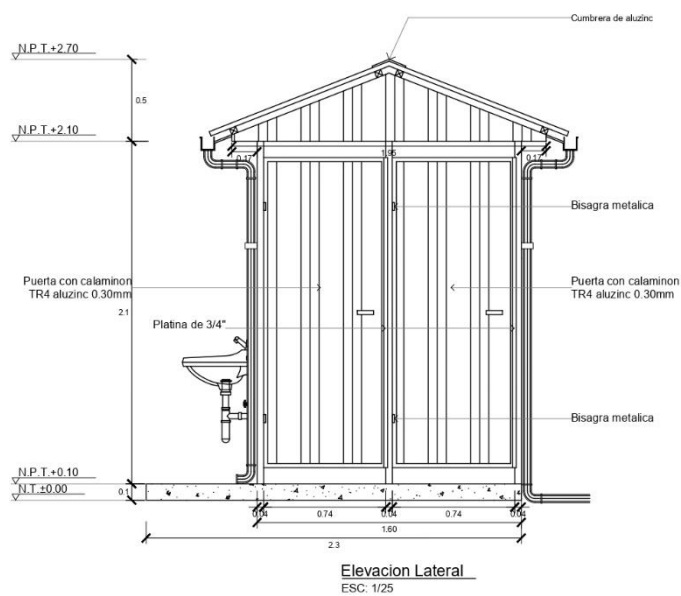 Cumbrera de aluzinc
N.P.T.+2.70
0.5
N.P.T.+2.10
0.17
1.95
0.17
Bisagra metalica
Puerta con calaminon
TR4 aluzinc 0.30mm
Puerta con calaminon
TR4 aluzinc 0.30mm
2.1
Platina de 3/4"
Bisagra metalica
N.P.T.+0.10
0.1
N.T.±0.00
0.04
0.74
0.04
0.74
0.04
1.60
2.3
Elevacion Lateral
ESC: 1/25